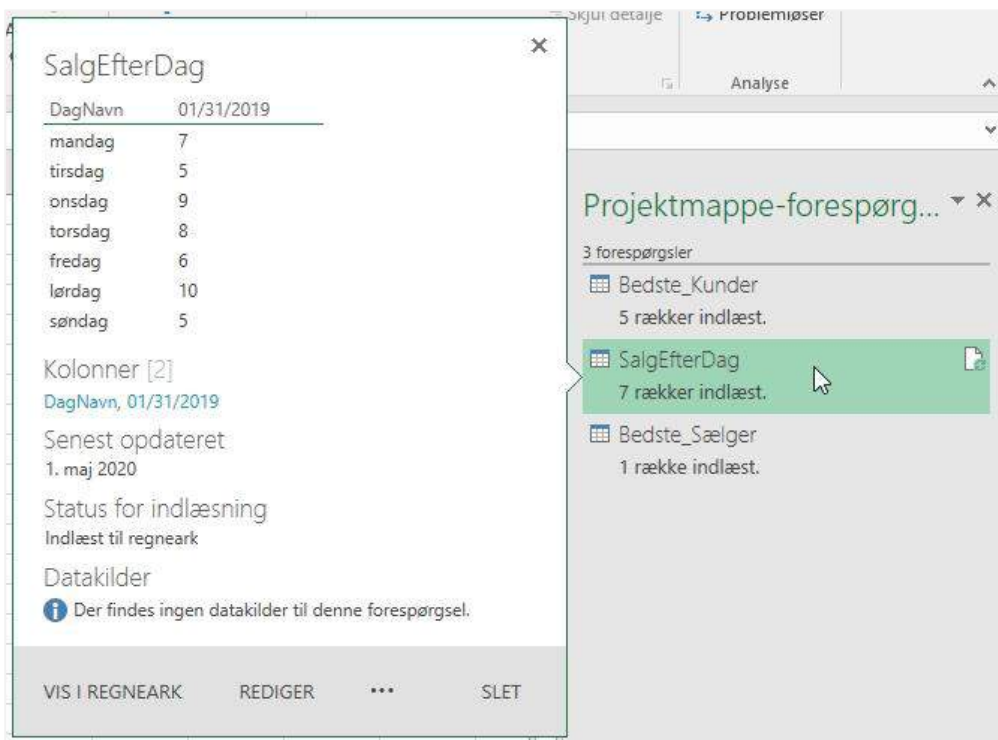 Skjul detalje
Problemløser
Analyse
SalgEfterDag
DagNavn 01/31/2019
mandag 7
tirsdag 5
onsdag 9
torsdag 8
fredag 6
lørdag 10
søndag 5
Kolonner [2]
DagNavn, 01/31/2019
Senest opdateret
1. maj 2020
Status for indlæsning
Indlæst til regneark
Datakilder
Der findes ingen datakilder til denne forespørgsel.
VIS I REGNEARK REDIGER ••• SLET
Projektmappe-forespørg...
3 forespørgsler
Bedste_Kunder
5 rækker indlæst.
SalgEfterDag
7 rækker indlæst.
Bedste_Sælger
1 række indlæst.